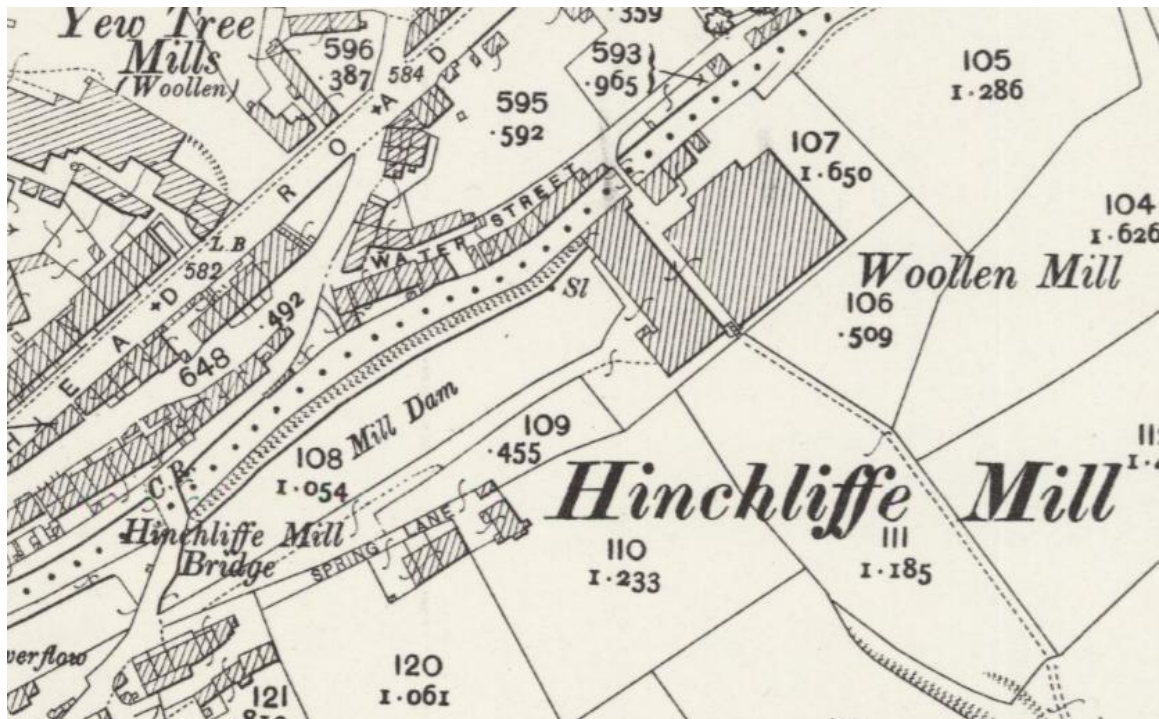 Yew Tree
Mills
(Woollen)
596
·387
584
·359
593
·965
595
·592
105
1·286
107
1·650
104
1·626
ROAD
WATER STREET
L.B
582
·492
648
Sl
Woollen Mill
106
·509
Mill Dam
109
·455
108
1·054
C.R.
Hinchliffe Mill
Bridge
SPRING LANE
Hinchliffe Mill
110
1·233
111
1·185
120
1·061
121